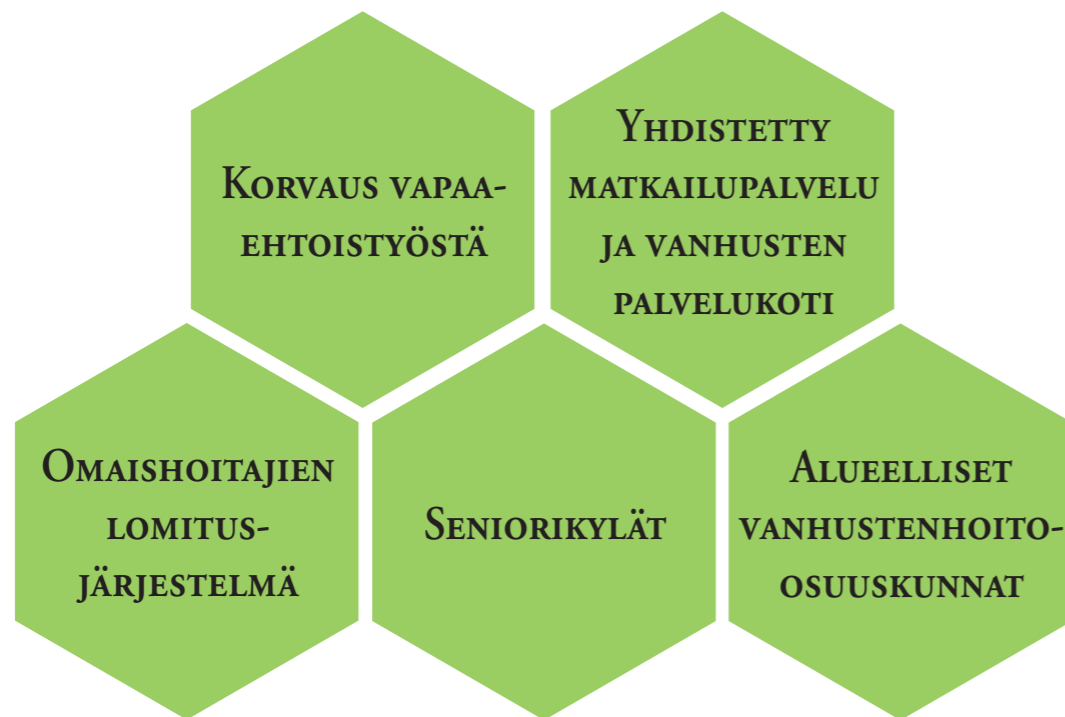 Korvaus vapaa-
ehtoistyöstä
Yhdistetty
matkailupalvelu
ja vanhusten
palvelukoti
Omaishoitajien
lomitus-
järjestelmä
Seniorikylät
Alueelliset
vanhustenhoito-
osuuskunnat